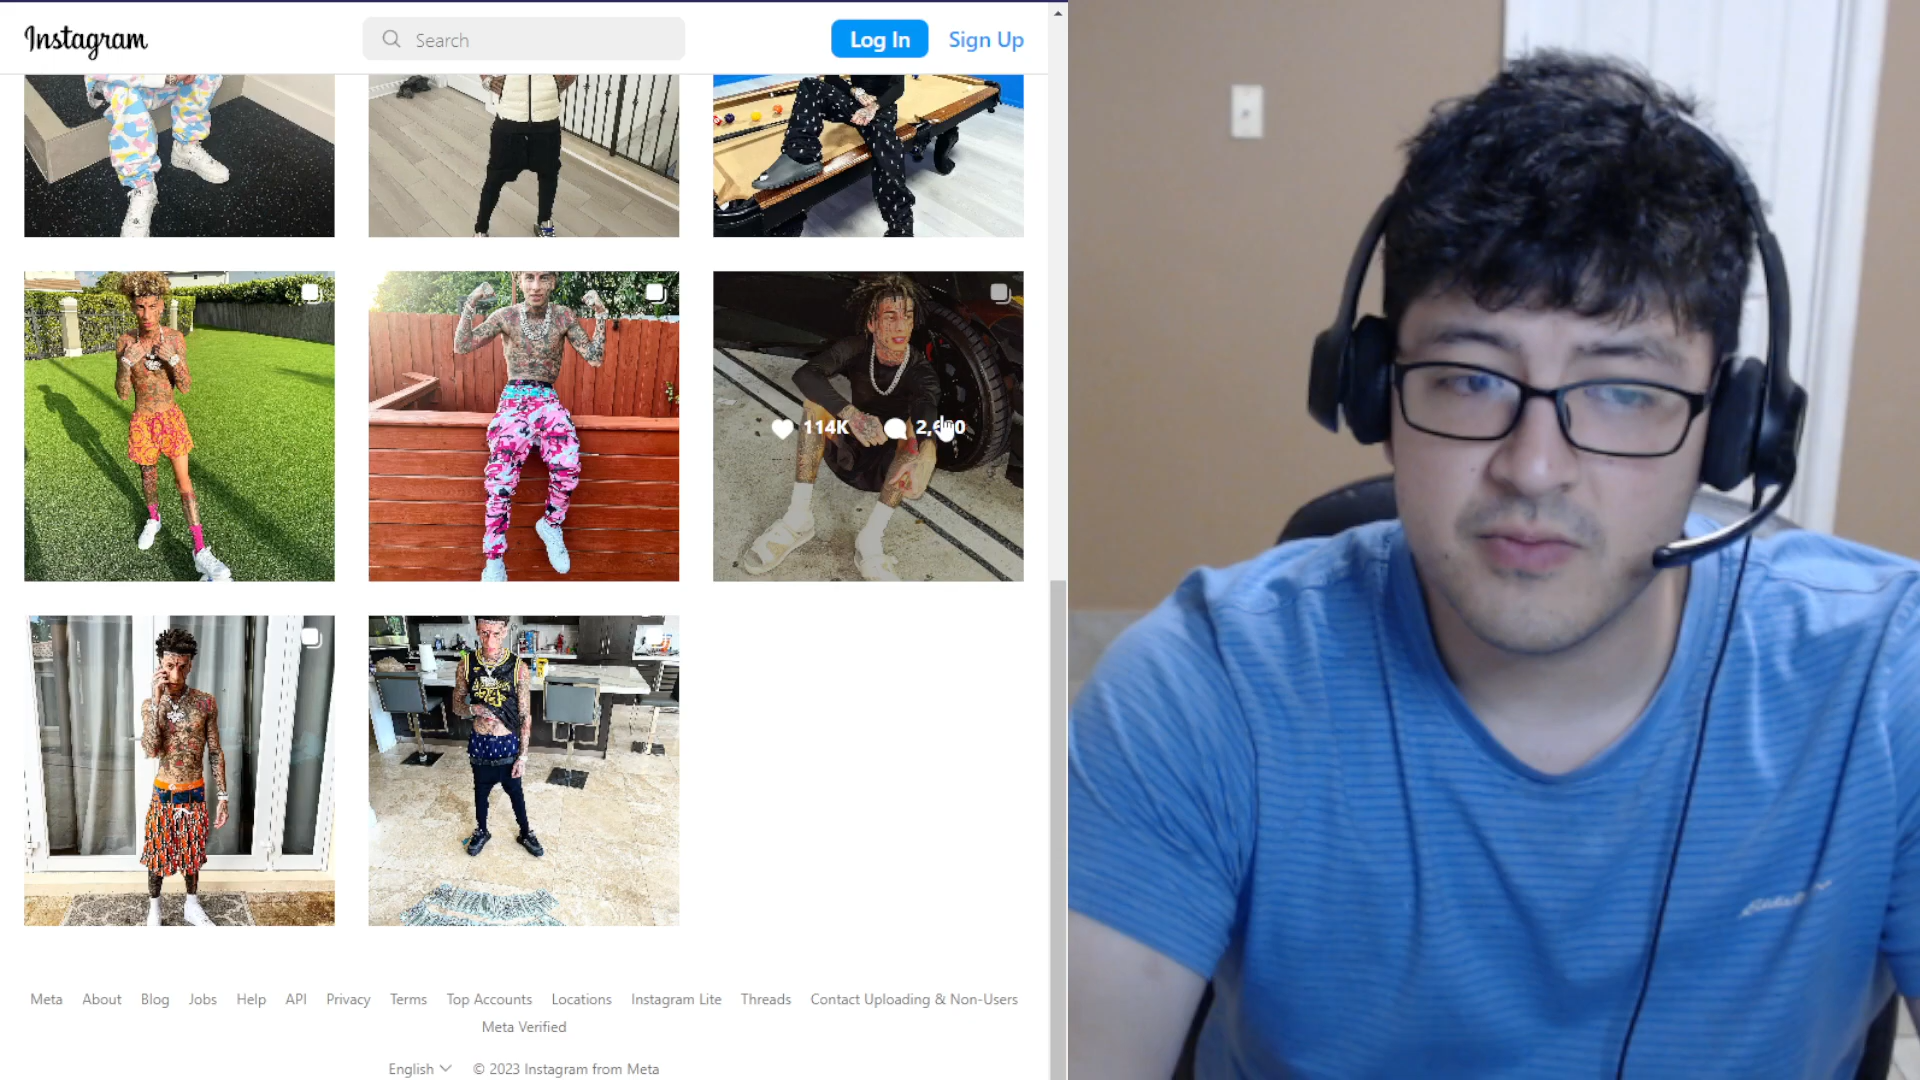 Instagram
Search
Log In
Sign Up
114K
24
Meta About Blog Jobs Help API Privacy Terms Top Accounts Locations Instagram Lite Threads Contact Uploading & Non-Users
Meta Verified
English © 2023 Instagram from Meta